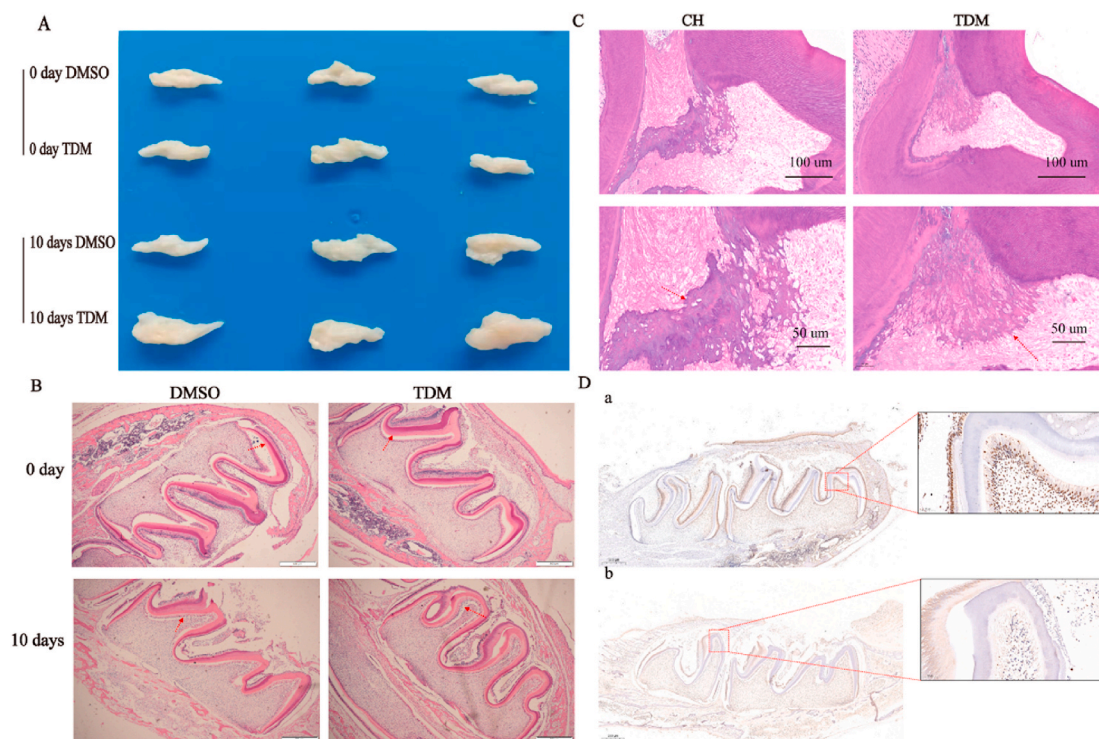 A
0 day DMSO
0 day TDM
10 days DMSO
10 days TDM
B
DMSO
TDM
0 day
10 days
C
CH
TDM
100 um
100 um
50 um
50 um
D
a
b